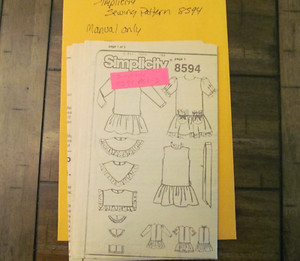 Simplicity
Sewing Pattern 8594
Manual only
Simplicity
8594